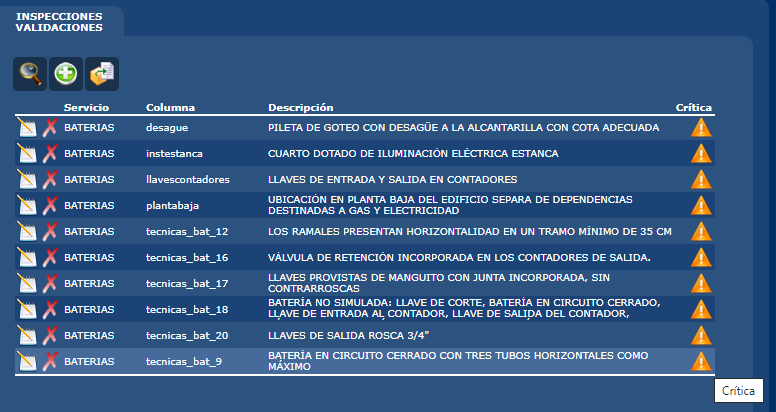 INSPECCIONES
VALIDACIONES
Servicio Columna Descripción Crítica
BATERIAS desague PILETA DE GOTEO CON DESAGÜE A LA ALCANTARILLA CON COTA ADECUADA
BATERIAS instestanca CUARTO DOTADO DE ILUMINACIÓN ELÉCTRICA ESTANCA
BATERIAS llavescontadores LLAVES DE ENTRADA Y SALIDA EN CONTADORES
BATERIAS plantabaja UBICACIÓN EN PLANTA BAJA DEL EDIFICIO SEPARA DE DEPENDENCIAS
DESTINADAS A GAS Y ELECTRICIDAD
BATERIAS tecnicas_bat_12 LOS RAMALES PRESENTAN HORIZONTALIDAD EN UN TRAMO MÍNIMO DE 35 CM
BATERIAS tecnicas_bat_16 VÁLVULA DE RETENCIÓN INCORPORADA EN LOS CONTADORES DE SALIDA.
BATERIAS tecnicas_bat_17 LLAVES PROVISTAS DE MANGUITO CON JUNTA INCORPORADA, SIN
CONTRARROSCAS
BATERIAS tecnicas_bat_18 BATERÍA NO SIMULADA: LLAVE DE CORTE, BATERÍA EN CIRCUITO CERRADO,
LLAVE DE ENTRADA AL CONTADOR, LLAVE DE SALIDA DEL CONTADOR,
BATERIAS tecnicas_bat_20 LLAVES DE SALIDA ROSCA 3/4"
BATERIAS tecnicas_bat_9 BATERÍA EN CIRCUITO CERRADO CON TRES TUBOS HORIZONTALES COMO
MÁXIMO
Crítica